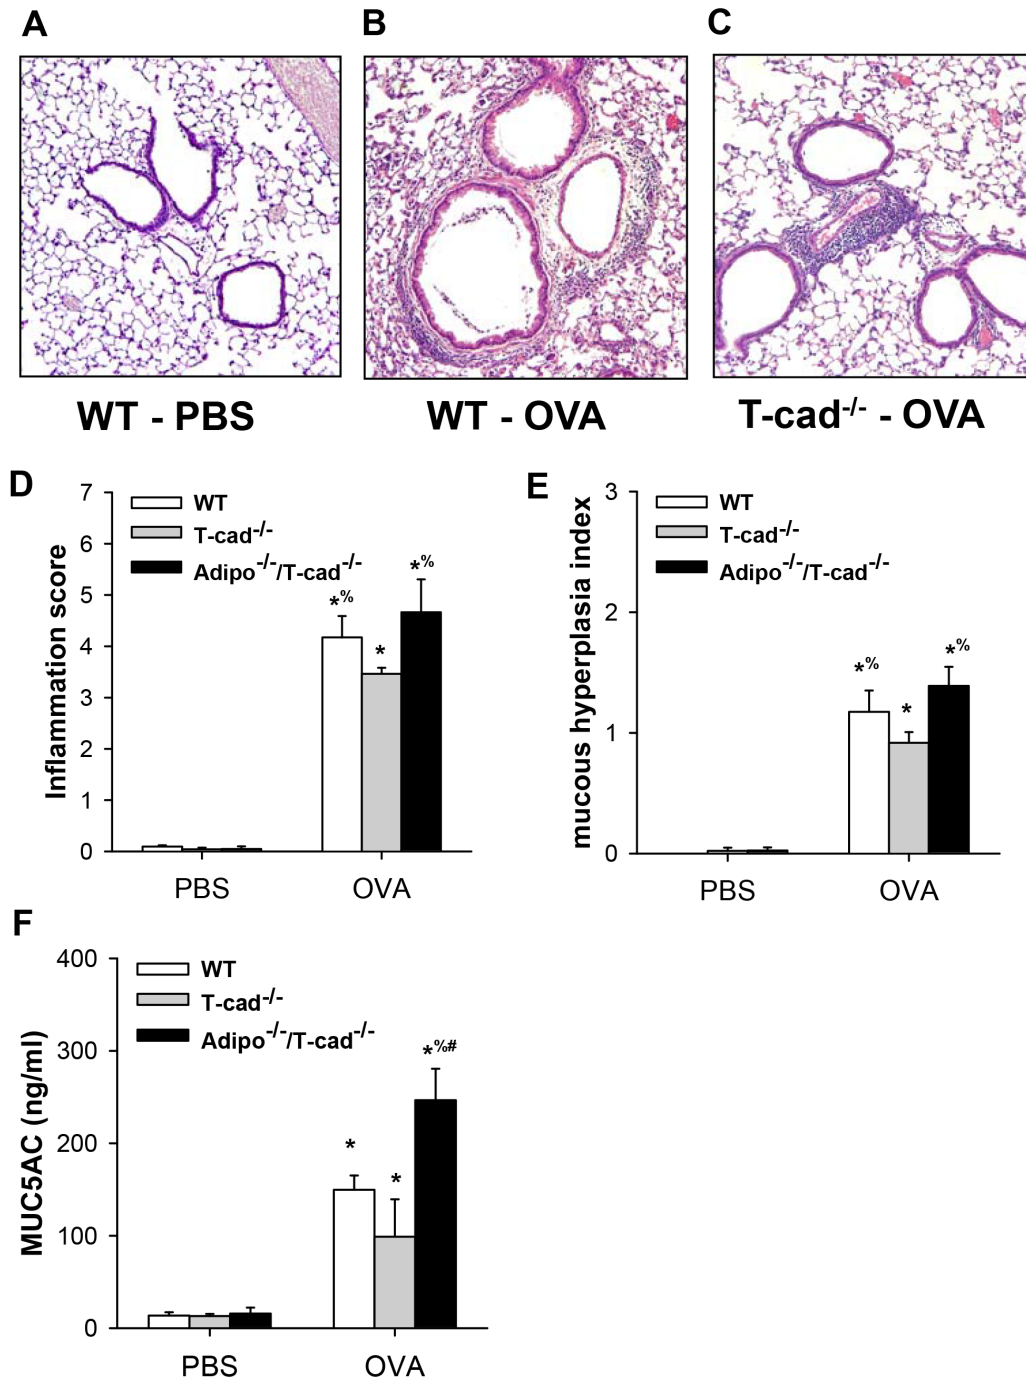 A
B
C
WT - PBS
WT - OVA
T-cad-/- - OVA
D
7
6
5
4
3
2
1
0
Inflammation score
WT
T-cad-/-
Adipo-/-/T-cad-/-
*%
*
*%
PBS
OVA
E
3
2
1
0
mucous hyperplasia index
WT
T-cad-/-
Adipo-/-/T-cad-/-
*%
*
*%
PBS
OVA
F
400
300
200
100
0
MUC5AC (ng/ml)
WT
T-cad-/-
Adipo-/-/T-cad-/-
*
*
*%#
PBS
OVA